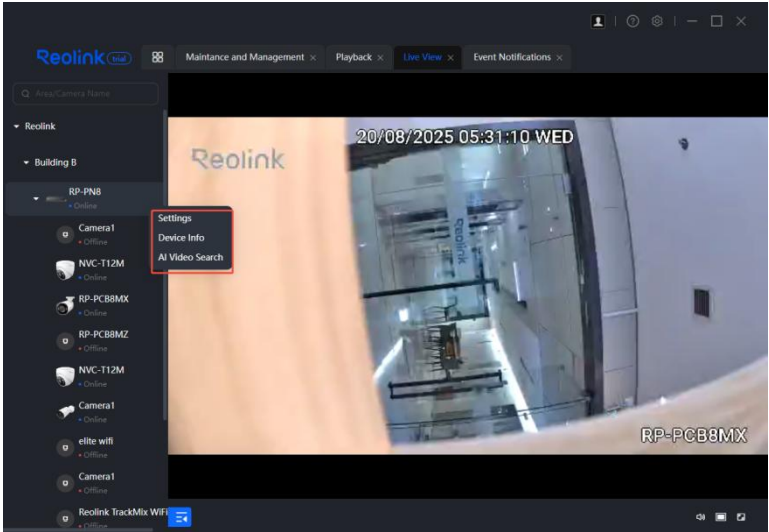 Reolink trial
Maintance and Management
Playback
Live View
Event Notifications
Area/Camera Name
Reolink
Building B
RP-PN8
Online
Settings
Device Info
AI Video Search
Camera1
Offline
NVC-T12M
Online
RP-PCB8MX
Online
RP-PCB8MZ
Offline
NVC-T12M
Online
Camera1
Online
elite wifi
Offline
Camera1
Offline
Reolink TrackMix WiFi
Offline
Reolink
20/08/2025 05:31:10 WED
Reolink
RP-PCB8MX